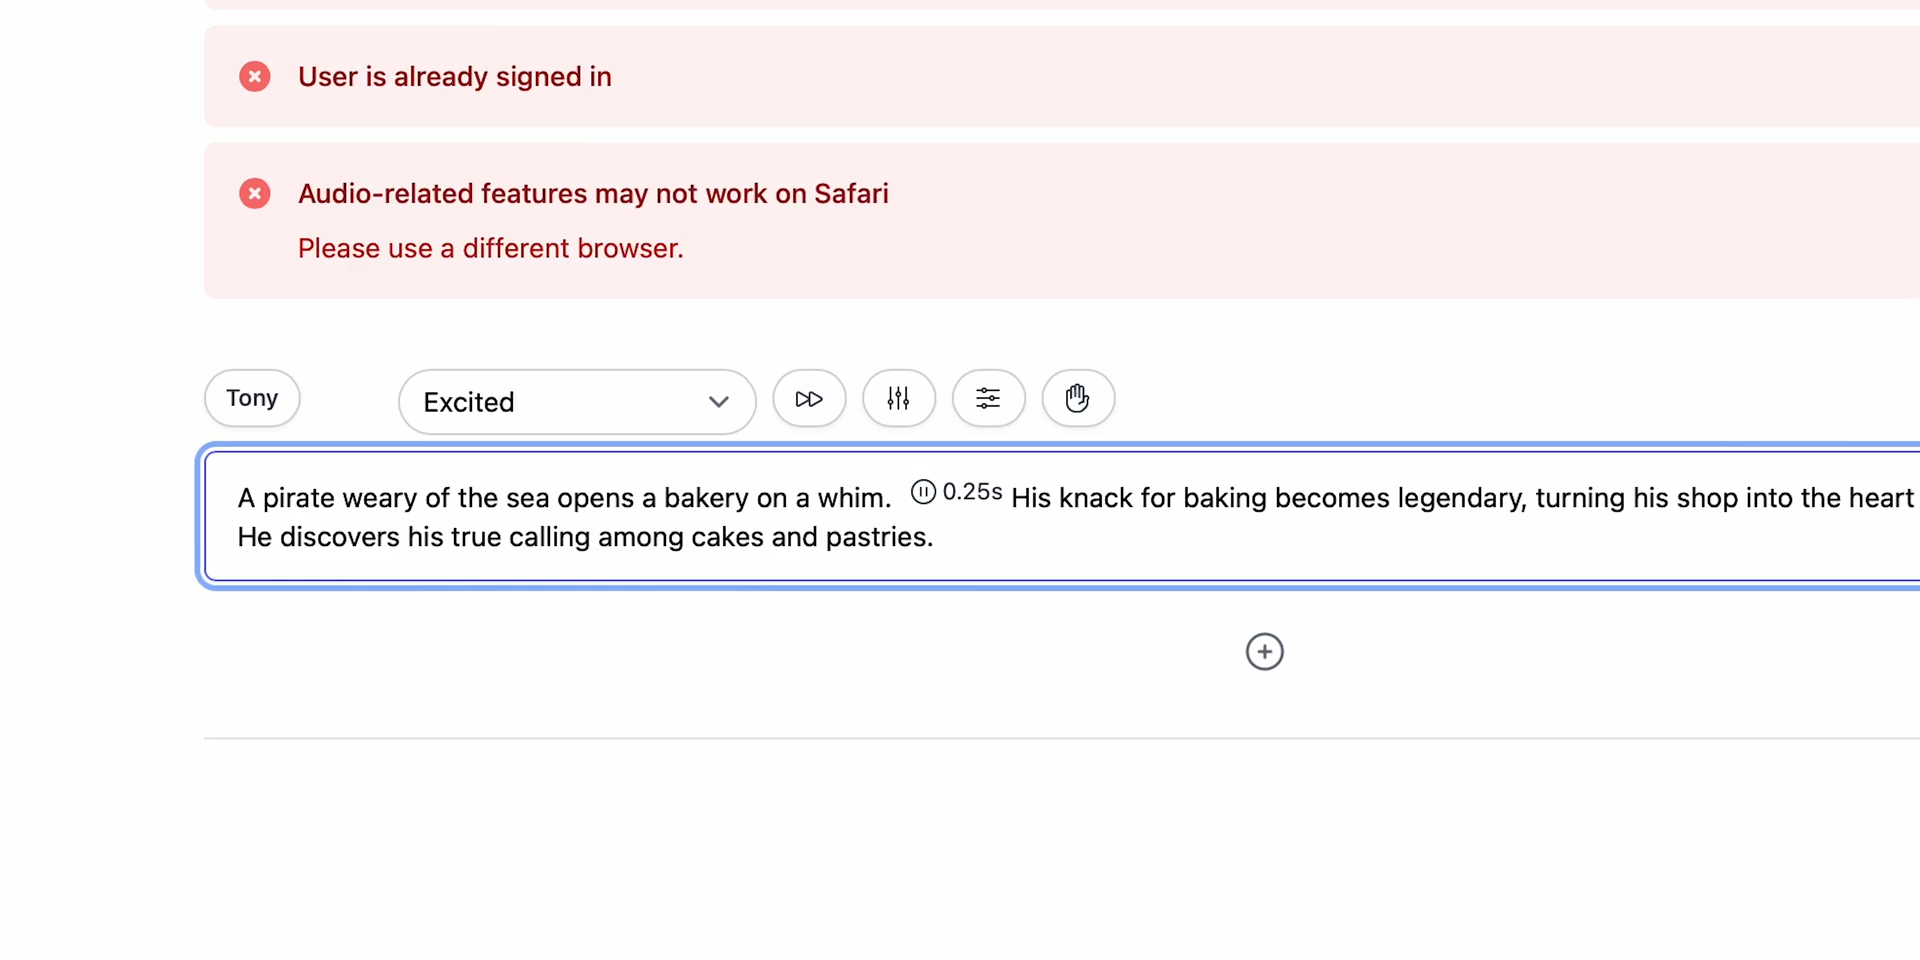 User is already signed in
Audio-related features may not work on Safari
Please use a different browser.
Tony
Excited
A pirate weary of the sea opens a bakery on a whim. 0.25s His knack for baking becomes legendary, turning his shop into the heart
He discovers his true calling among cakes and pastries.